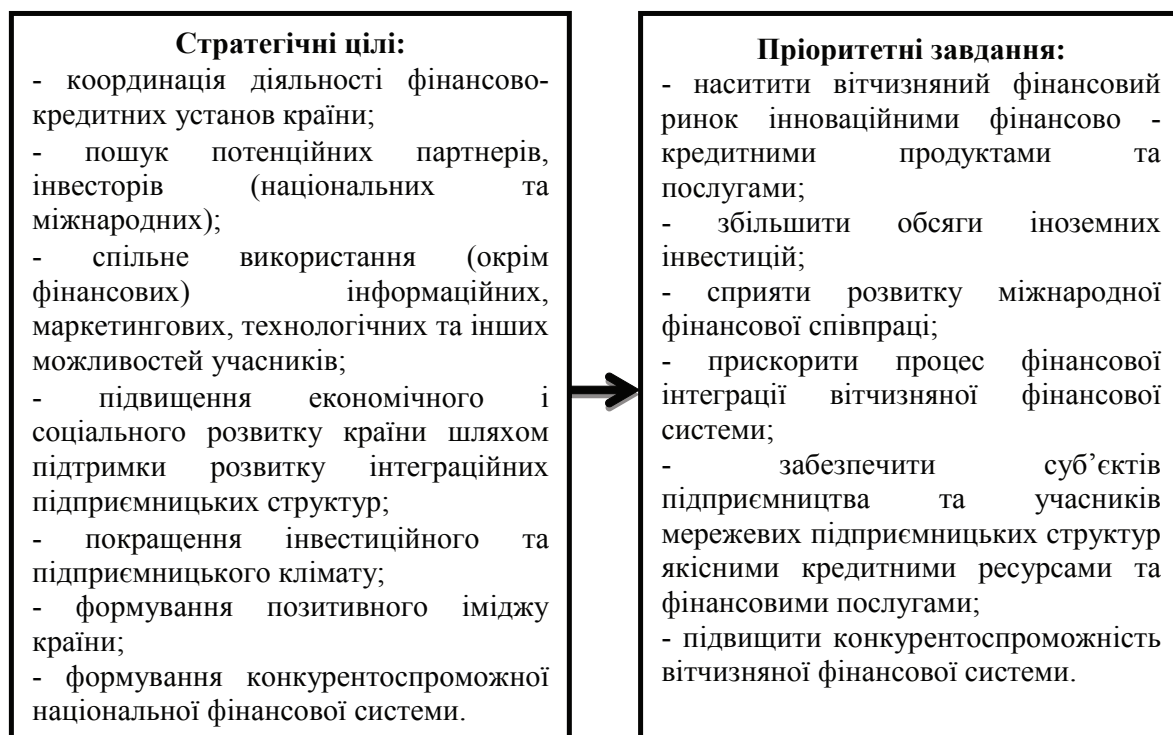 Стратегічні цілі:
- координація діяльності фінансово-
кредитних установ країни;
- пошук потенційних партнерів,
інвесторів (національних та
міжнародних);
- спільне використання (окрім
фінансових) інформаційних,
маркетингових, технологічних та інших
можливостей учасників;
- підвищення економічного і
соціального розвитку країни шляхом
підтримки розвитку інтеграційних
підприємницьких структур;
- покращення інвестиційного та
підприємницького клімату;
- формування позитивного іміджу
країни;
- формування конкурентоспроможної
національної фінансової системи.
Пріоритетні завдання:
- наситити вітчизняний фінансовий
ринок інноваційними фінансово -
кредитними продуктами та
послугами;
- збільшити обсяги іноземних
інвестицій;
- сприяти розвитку міжнародної
фінансової співпраці;
- прискорити процес фінансової
інтеграції вітчизняної фінансової
системи;
- забезпечити суб’єктів
підприємництва та учасників
мережевих підприємницьких структур
якісними кредитними ресурсами та
фінансовими послугами;
- підвищити конкурентоспроможність
вітчизняної фінансової системи.